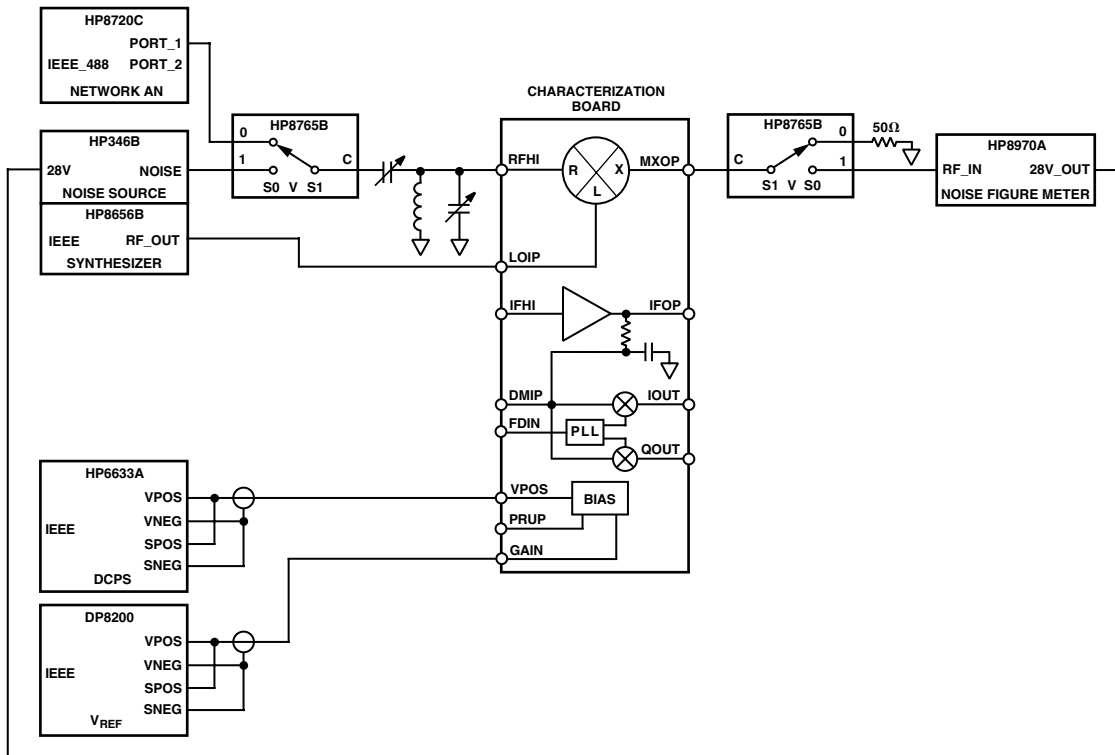 HP8720C
PORT_1
IEEE_488 PORT_2
NETWORK AN
HP346B
28V NOISE
NOISE SOURCE
HP8656B
IEEE RF_OUT
SYNTHESIZER
HP8765B
0
1
C
S0 V S1
CHARACTERIZATION
BOARD
RFHI
MXOP
R
X
L
LOIP
IFHI
IFOP
DMIP
IOUT
FDIN
PLL
QOUT
VPOS
BIAS
PRUP
GAIN
HP8765B
0
C
1
S1 V S0
50Ω
HP8970A
RF_IN 28V_OUT
NOISE FIGURE METER
HP6633A
VPOS
IEEE
VNEG
SPOS
SNEG
DCPS
DP8200
VPOS
IEEE
VNEG
SPOS
SNEG
VREF